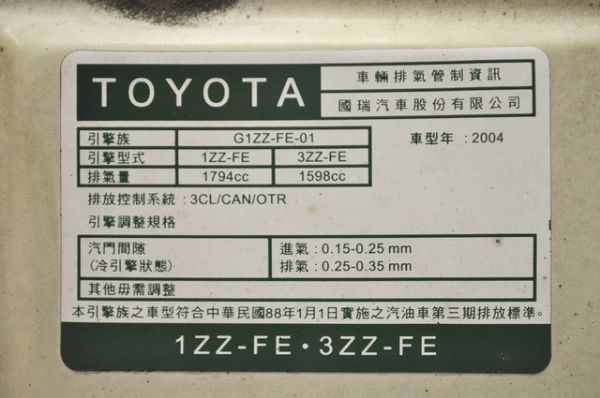 TOYOTA
車輛排氣管制資訊
國瑞汽車股份有限公司
引擎族 G1ZZ-FE-01 車型年 : 2004
引擎型式 1ZZ-FE 3ZZ-FE
排氣量 1794cc 1598cc
排放控制系統 : 3CL/CAN/OTR
引擎調整規格
汽門間隙 進氣 : 0.15-0.25 mm
(冷引擎狀態) 排氣 : 0.25-0.35 mm
其他毋需調整
本引擎族之車型符合中華民國88年1月1日實施之汽油車第三期排放標準。
1ZZ-FE・3ZZ-FE